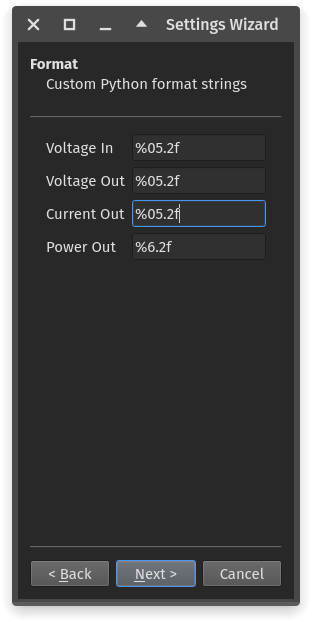 Settings Wizard
Format
Custom Python format strings
Voltage In %05.2f
Voltage Out %05.2f
Current Out %05.2f
Power Out %6.2f
< Back Next > Cancel